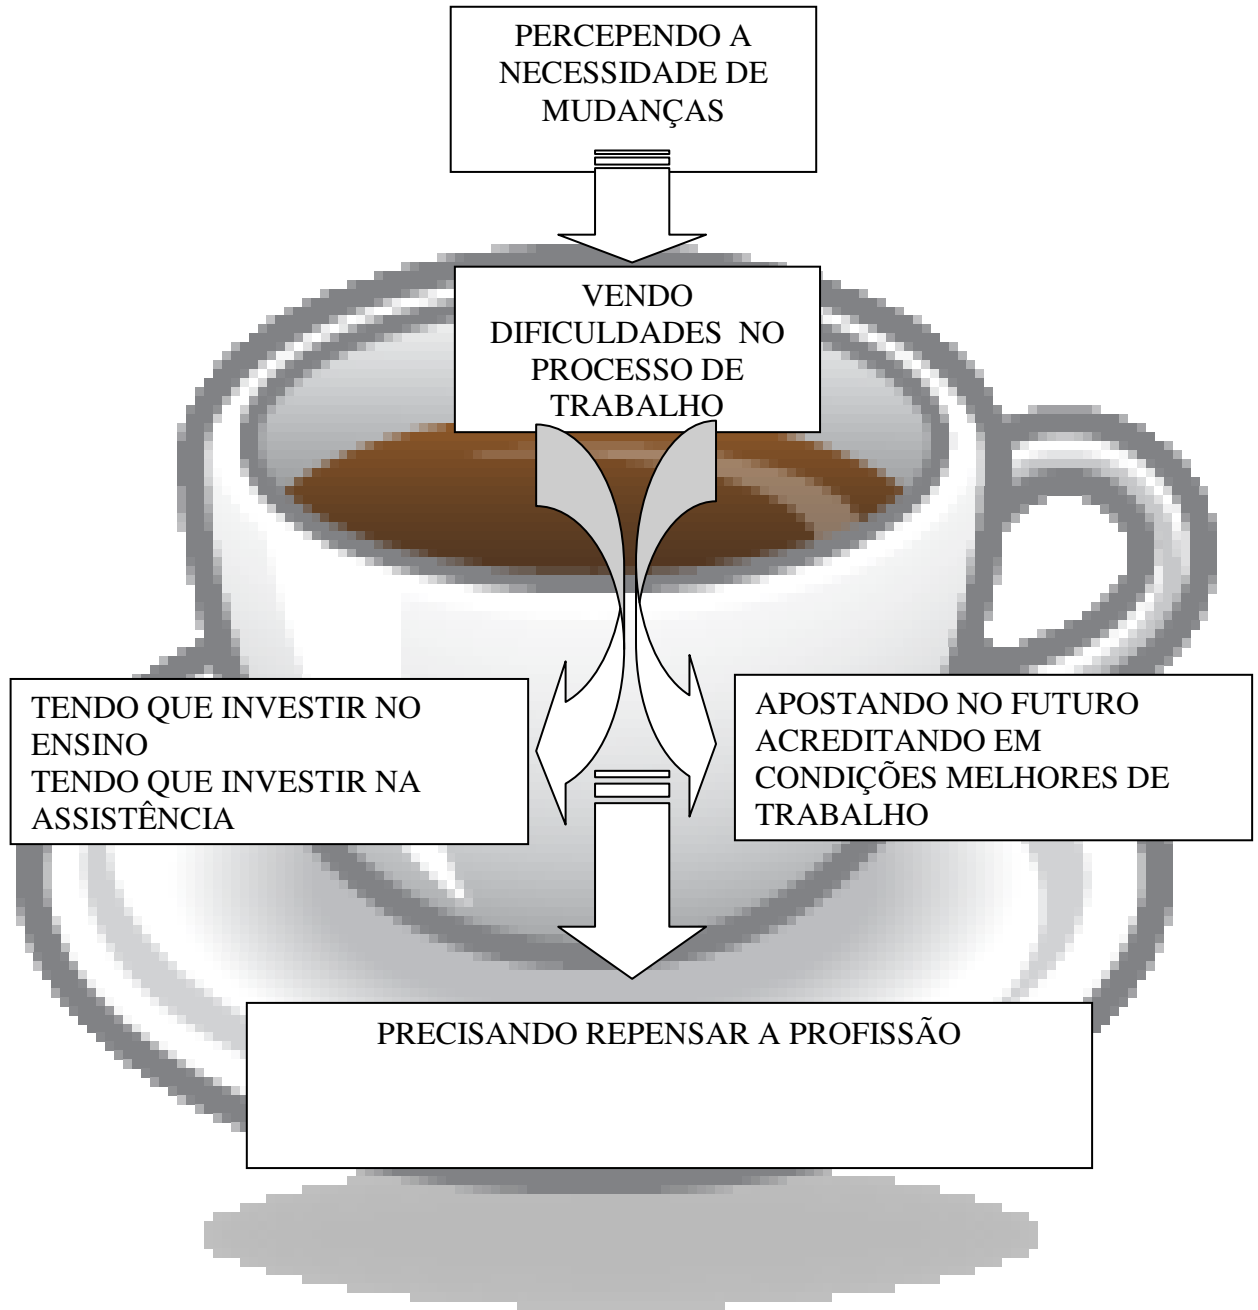 PERCEPENDO A
NECESSIDADE DE
MUDANÇAS
VENDO
DIFICULDADES NO
PROCESSO DE
TRABALHO
TENDO QUE INVESTIR NO
ENSINO
TENDO QUE INVESTIR NA
ASSISTÊNCIA
APOSTANDO NO FUTURO
ACREDITANDO EM
CONDIÇÕES MELHORES DE
TRABALHO
PRECISANDO REPENSAR A PROFISSÃO